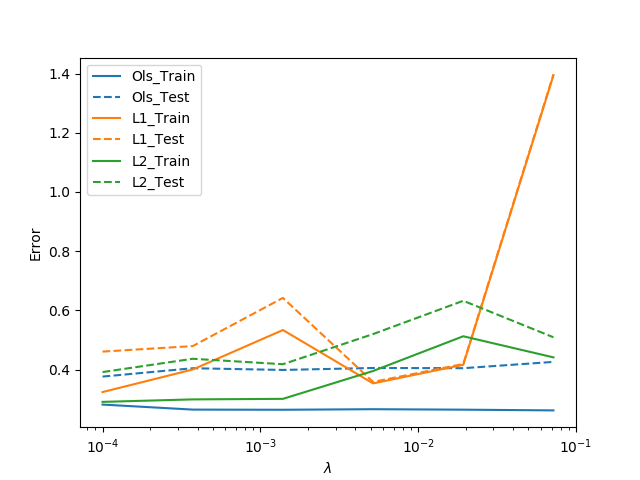 Ols_Train
Ols_Test
L1_Train
L1_Test
L2_Train
L2_Test
1.4
1.2
1.0
0.8
0.6
0.4
Error
10⁻⁴
10⁻³
10⁻²
10⁻¹
λ